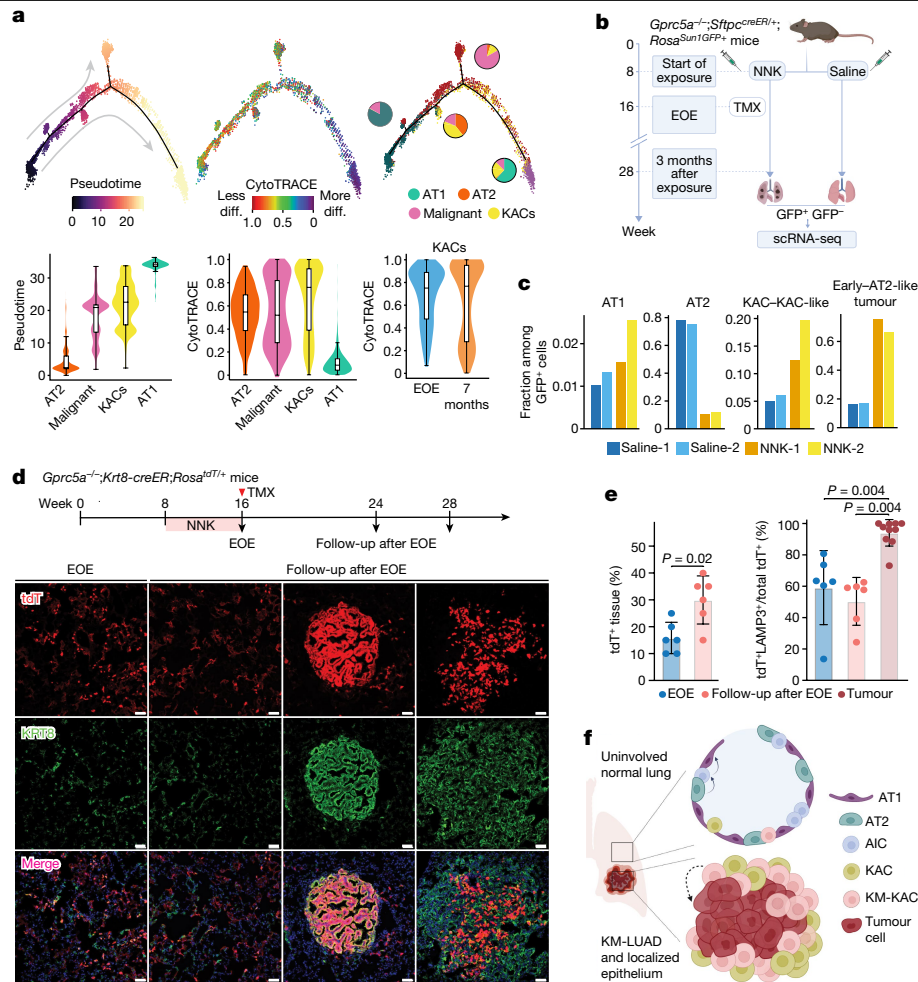 a
Pseudotime
0 10 20
CytoTRACE
Less diff.
More diff.
1.0 0.5 0
AT1 AT2
Malignant KACs
Pseudotime
30
20
10
0
AT2 Malignant KACs AT1
CytoTRACE
1.0
0.8
0.6
0.4
0.2
0
AT2 Malignant KACs AT1
KACs
CytoTRACE
1.0
0.8
0.6
0.4
0.2
0
EOE 7
months
b
Gprc5a–/–;SftpccreER/+;
RosaSun1GFP+ mice
0
8
16
28
Week
Start of
exposure
EOE
3 months
after
exposure
NNK
Saline
TMX
GFP+ GFP–
scRNA-seq
c
Fraction among
GFP+ cells
AT1
0.02
0.01
0
AT2
0.8
0.6
0.4
0.2
0
KAC–KAC-like
0.20
0.15
0.10
0.05
0
Early–AT2-like
tumour
0.6
0.4
0.2
0
Saline-1 Saline-2 NNK-1 NNK-2
d
Gprc5a–/–;Krt8-creER;RosatdT/+ mice
TMX
Week 0 8 16 24 28
NNK
EOE Follow-up after EOE
EOE Follow-up after EOE
tdT
KRT8
Merge
e
tdT+ tissue (%)
50
40
30
20
10
0
P = 0.02
tdT+LAMP3+/total tdT+ (%)
100
80
60
40
20
0
P = 0.004
P = 0.004
EOE Follow-up after EOE Tumour
f
Uninvolved
normal lung
KM-LUAD
and localized
epithelium
AT1
AT2
AIC
KAC
KM-KAC
Tumour
cell